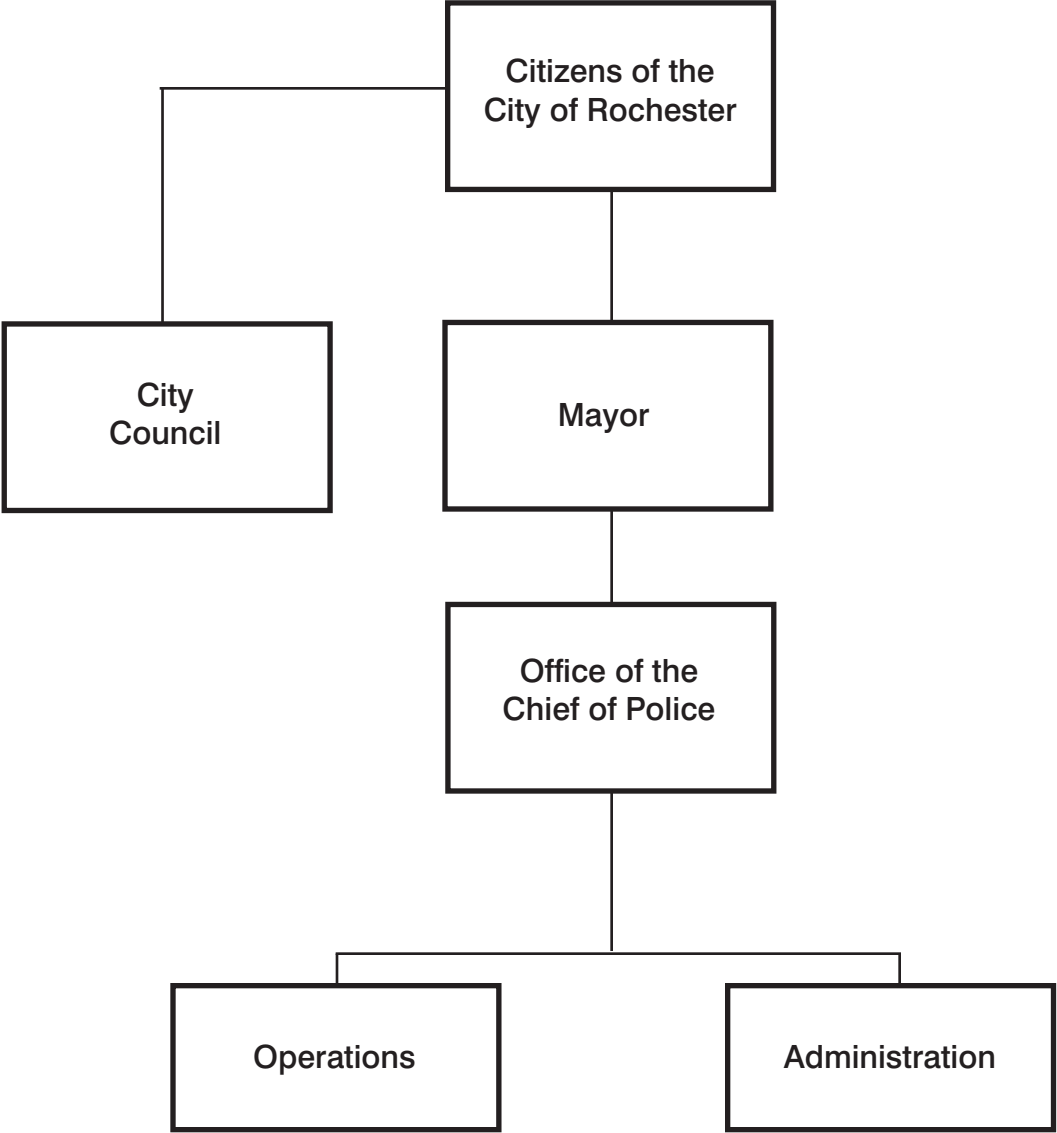 Citizens of the
City of Rochester
City
Council
Mayor
Office of the
Chief of Police
Operations
Administration